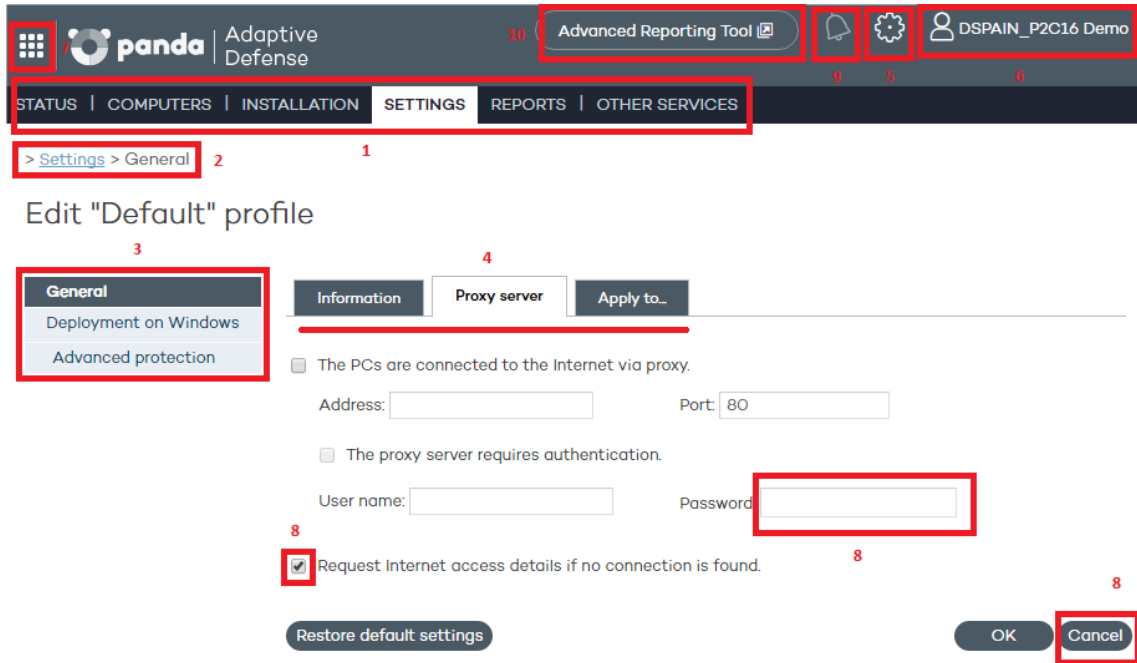 panda | Adaptive Defense
7
10
Advanced Reporting Tool
9
5
DSPAIN_P2C16 Demo
6
STATUS | COMPUTERS | INSTALLATION SETTINGS REPORTS | OTHER SERVICES
1
> Settings > General
2
Edit "Default" profile
3
4
General
Deployment on Windows
Advanced protection
Information
Proxy server
Apply to...
The PCs are connected to the Internet via proxy.
Address:
Port: 80
The proxy server requires authentication.
User name:
Password
8
8
Request Internet access details if no connection is found.
8
Restore default settings
OK
Cancel